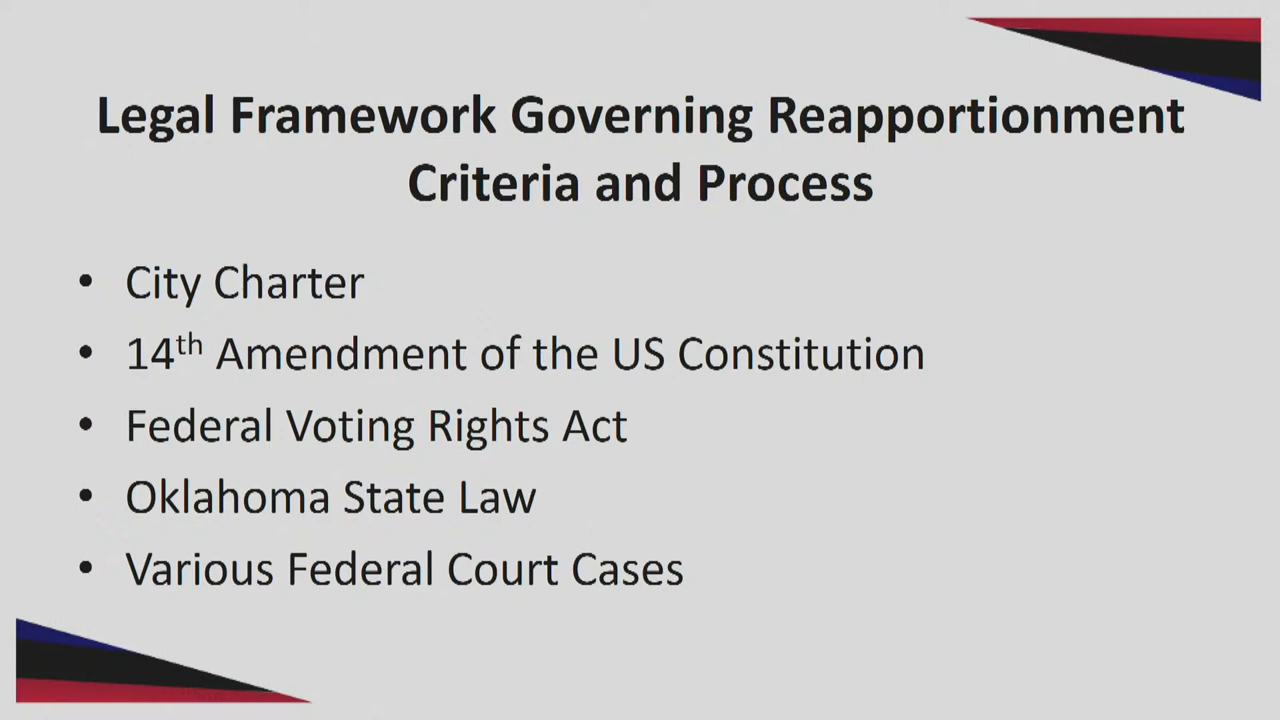 Legal Framework Governing Reapportionment
Criteria and Process
• City Charter
• 14th Amendment of the US Constitution
• Federal Voting Rights Act
• Oklahoma State Law
• Various Federal Court Cases